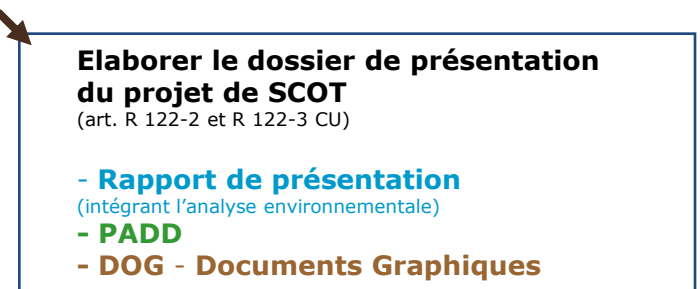 Elaborer le dossier de présentation
du projet de SCOT
(art. R 122-2 et R 122-3 CU)
- Rapport de présentation
(intégrant l'analyse environnementale)
- PADD
- DOG - Documents Graphiques